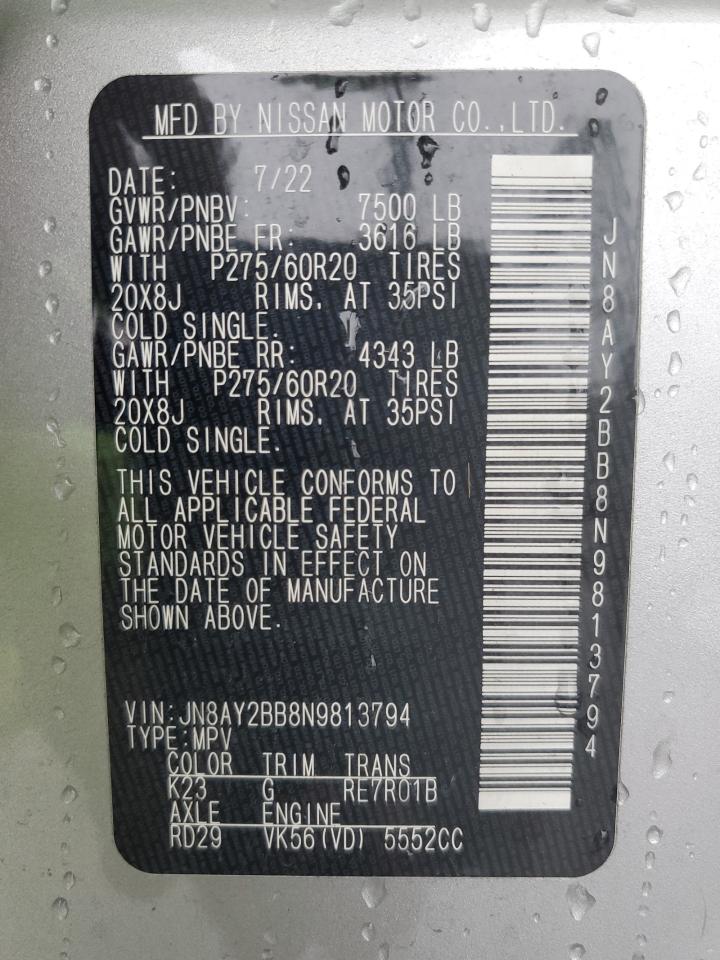 MFD BY NISSAN MOTOR CO.,LTD.
DATE: 7/22
GVWR/PNBV: 7500 LB
GAWR/PNBE FR: 3616 LB
WITH P275/60R20 TIRES
20X8J RIMS. AT 35PSI
COLD SINGLE.
GAWR/PNBE RR: 4343 LB
WITH P275/60R20 TIRES
20X8J RIMS. AT 35PSI
COLD SINGLE.
THIS VEHICLE CONFORMS TO
ALL APPLICABLE FEDERAL
MOTOR VEHICLE SAFETY
STANDARDS IN EFFECT ON
THE DATE OF MANUFACTURE
SHOWN ABOVE.
VIN:JN8AY2BB8N9813794
TYPE:MPV
COLOR TRIM TRANS
K23 G RE7R01B
AXLE ENGINE
RD29 VK56(VD) 5552CC
JN8AY2BB8N9813794